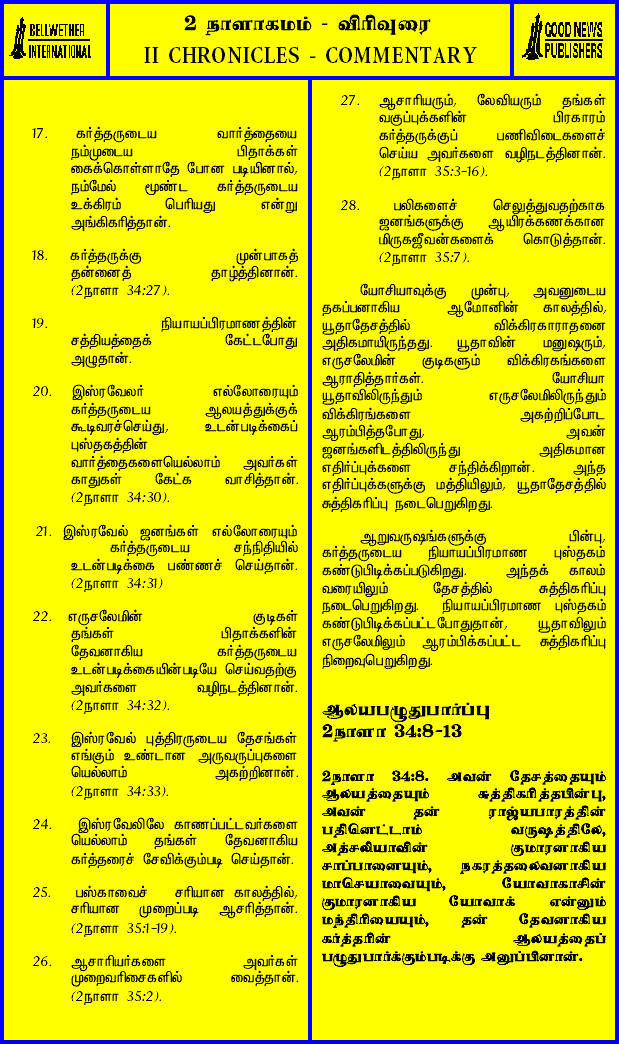 BELLWETHER
INTERNATIONAL
2 நாளாகமம் - விரிவுரை
II CHRONICLES - COMMENTARY
GOOD NEWS
PUBLISHERS
17. கர்த்தருடைய வார்த்தையை
நம்முடைய பிதாக்கள்
கைக்கொள்ளாதே போன படியினால்,
நம்மேல் மூண்ட கர்த்தருடைய
உக்கிரம் பெரியது என்று
அங்கிகரித்தான்.
18. கர்த்தருக்கு முன்பாகத்
தன்னைத் தாழ்த்தினான்.
(2நாளா 34:27).
19. நியாயப்பிரமாணத்தின்
சத்தியத்தைக் கேட்டபோது
அழுதான்.
20. இஸ்ரவேலர் எல்லோரையும்
கர்த்தருடைய ஆலயத்துக்குக்
கூடிவரச்செய்து, உடன்படிக்கைப்
புஸ்தகத்தின்
வார்த்தைகளையெல்லாம் அவர்கள்
காதுகள் கேட்க வாசித்தான்.
(2நாளா 34:30).
21. இஸ்ரவேல் ஜனங்கள் எல்லோரையும்
கர்த்தருடைய சந்நிதியில்
உடன்படிக்கை பண்ணச் செய்தான்.
(2நாளா 34:31)
22. எருசலேமின் குடிகள்
தங்கள் பிதாக்களின்
தேவனாகிய கர்த்தருடைய
உடன்படிக்கையின்படியே செய்வதற்கு
அவர்களை வழிநடத்தினான்.
(2நாளா 34:32).
23. இஸ்ரவேல் புத்திரருடைய தேசங்கள்
எங்கும் உண்டான அருவருப்புகளை
யெல்லாம் அகற்றினான்.
(2நாளா 34:33).
24. இஸ்ரவேலிலே காணப்பட்டவர்களை
யெல்லாம் தங்கள் தேவனாகிய
கர்த்தரைச் சேவிக்கும்படி செய்தான்.
25. பஸ்காவைச் சரியான காலத்தில்,
சரியான முறைப்படி ஆசரித்தான்.
(2நாளா 35:1-19).
26. ஆசாரியர்களை அவர்கள்
முறைவரிசைகளில் வைத்தான்.
(2நாளா 35:2).
27. ஆசாரியரும், லேவியரும் தங்கள்
வகுப்புக்களின் பிரகாரம்
கர்த்தருக்குப் பணிவிடைகளைச்
செய்ய அவர்களை வழிநடத்தினான்.
(2நாளா 35:3-16).
28. பலிகளைச் செலுத்துவதற்காக
ஜனங்களுக்கு ஆயிரக்கணக்கான
மிருகஜீவன்களைக் கொடுத்தான்.
(2நாளா 35:7).
யோசியாவுக்கு முன்பு, அவனுடைய
தகப்பனாகிய ஆமோனின் காலத்தில்,
யூதாதேசத்தில் விக்கிரகாராதனை
அதிகமாயிருந்தது. யூதாவின் மனுஷரும்,
எருசலேமின் குடிகளும் விக்கிரகங்களை
ஆராதித்தார்கள். யோசியா
யூதாவிலிருந்தும் எருசலேமிலிருந்தும்
விக்கிரங்களை அகற்றிப்போட
ஆரம்பித்தபோது, அவன்
ஜனங்களிடத்திலிருந்து அதிகமான
எதிர்ப்புக்களை சந்திக்கிறான். அந்த
எதிர்ப்புக்களுக்கு மத்தியிலும், யூதாதேசத்தில்
சுத்திகரிப்பு நடைபெறுகிறது.
ஆறுவருஷங்களுக்கு பின்பு,
கர்த்தருடைய நியாயப்பிரமாண புஸ்தகம்
கண்டுபிடிக்கப்படுகிறது. அந்தக் காலம்
வரையிலும் தேசத்தில் சுத்திகரிப்பு
நடைபெறுகிறது. நியாயப்பிரமாண புஸ்தகம்
கண்டுபிடிக்கப்பட்டபோதுதான், யூதாவிலும்
எருசலேமிலும் ஆரம்பிக்கப்பட்ட சுத்திகரிப்பு
நிறைவுபெறுகிறது.
ஆலயபழுதுபார்ப்பு
2நாளா 34:8-13
2நாளா 34:8. அவன் தேசத்தையும்
ஆலயத்தையும் சுத்திகரித்தபின்பு,
அவன் தன் ராஜ்யபாரத்தின்
பதினெட்டாம் வருஷத்திலே,
அத்சலியாவின் குமாரனாகிய
சாப்பானையும், நகரத்தலைவனாகிய
மாசெயாவையும், யோவாகாசின்
குமாரனாகிய யோவாக் என்னும்
மந்திரியையும், தன் தேவனாகிய
கர்த்தரின் ஆலயத்தைப்
பழுதுபார்க்கும்படிக்கு அனுப்பினான்.